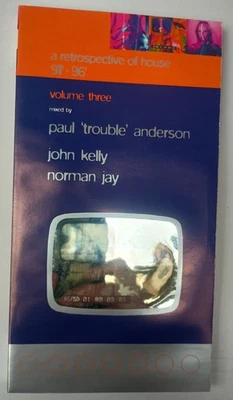 a retrospective of house
91' - 96'
volume three
mixed by
paul 'trouble' anderson
john kelly
norman jay